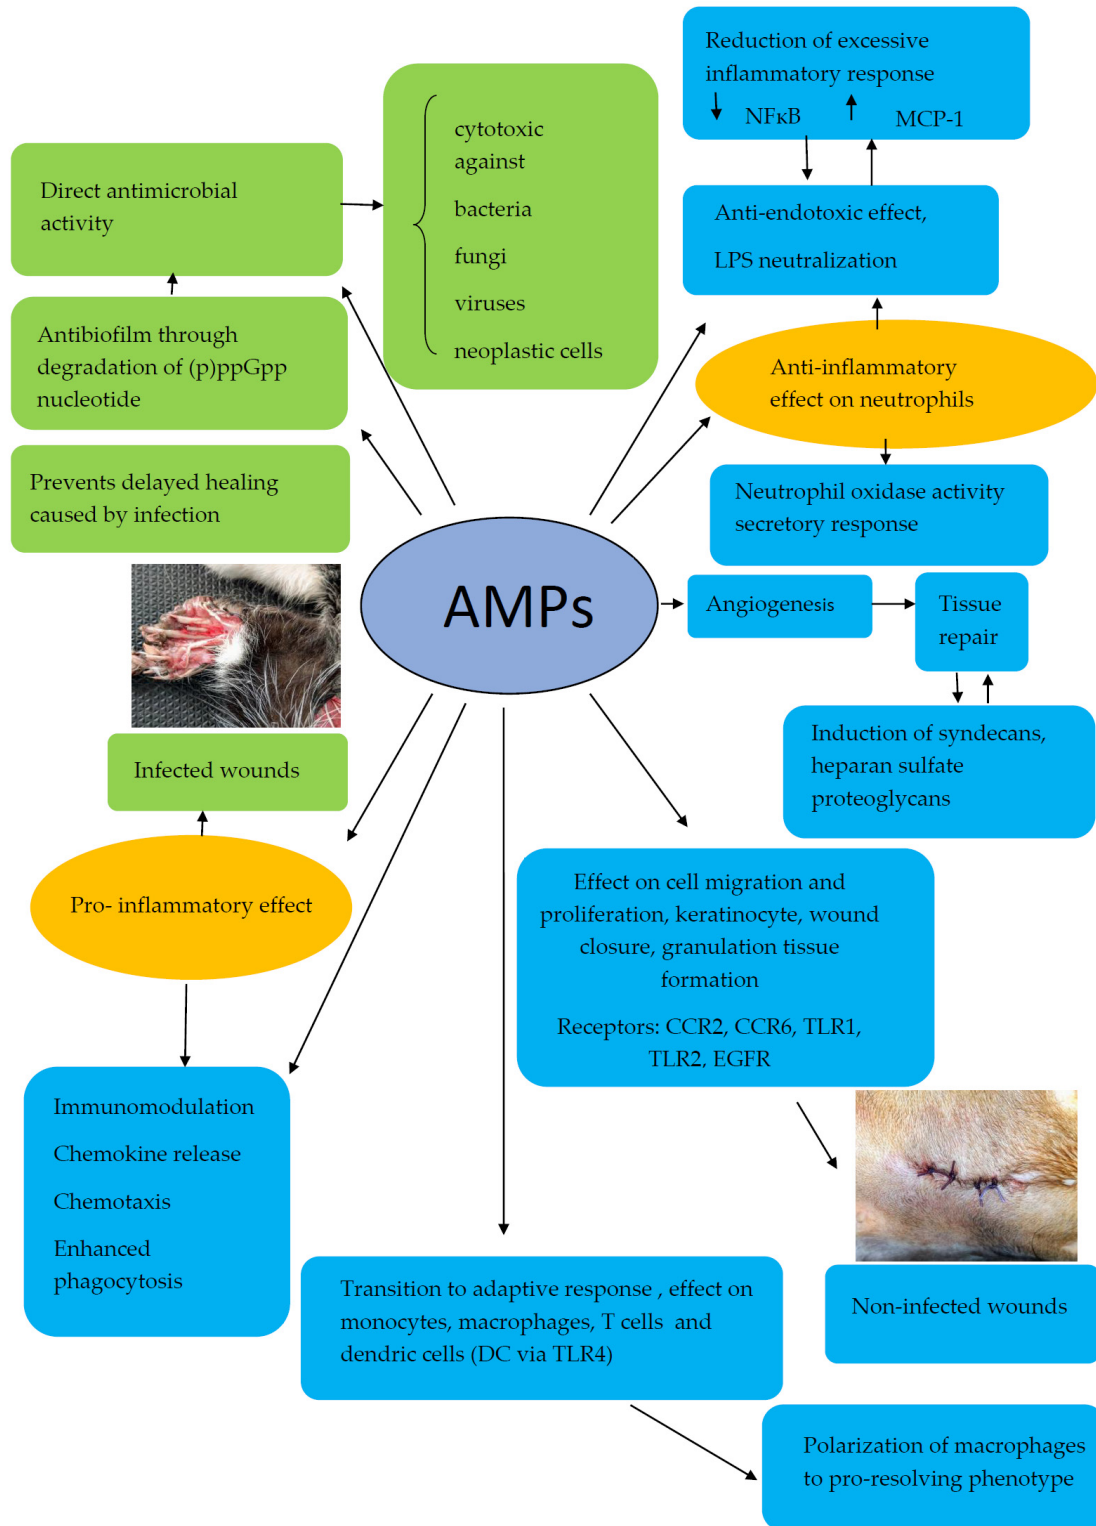 Reduction of excessive
inflammatory response
NFκB
MCP-1
cytotoxic
against
bacteria
fungi
viruses
neoplastic cells
Direct antimicrobial
activity
Anti-endotoxic effect,
LPS neutralization
Antibiofilm through
degradation of (p)ppGpp
nucleotide
Anti-inflammatory
effect on neutrophils
Prevents delayed healing
caused by infection
Neutrophil oxidase activity
secretory response
AMPs
Angiogenesis
Tissue
repair
Induction of syndecans,
heparan sulfate
proteoglycans
Infected wounds
Pro- inflammatory effect
Effect on cell migration and
proliferation, keratinocyte, wound
closure, granulation tissue
formation
Receptors: CCR2, CCR6, TLR1,
TLR2, EGFR
Immunomodulation
Chemokine release
Chemotaxis
Enhanced
phagocytosis
Non-infected wounds
Transition to adaptive response , effect on
monocytes, macrophages, T cells and
dendric cells (DC via TLR4)
Polarization of macrophages
to pro-resolving phenotype